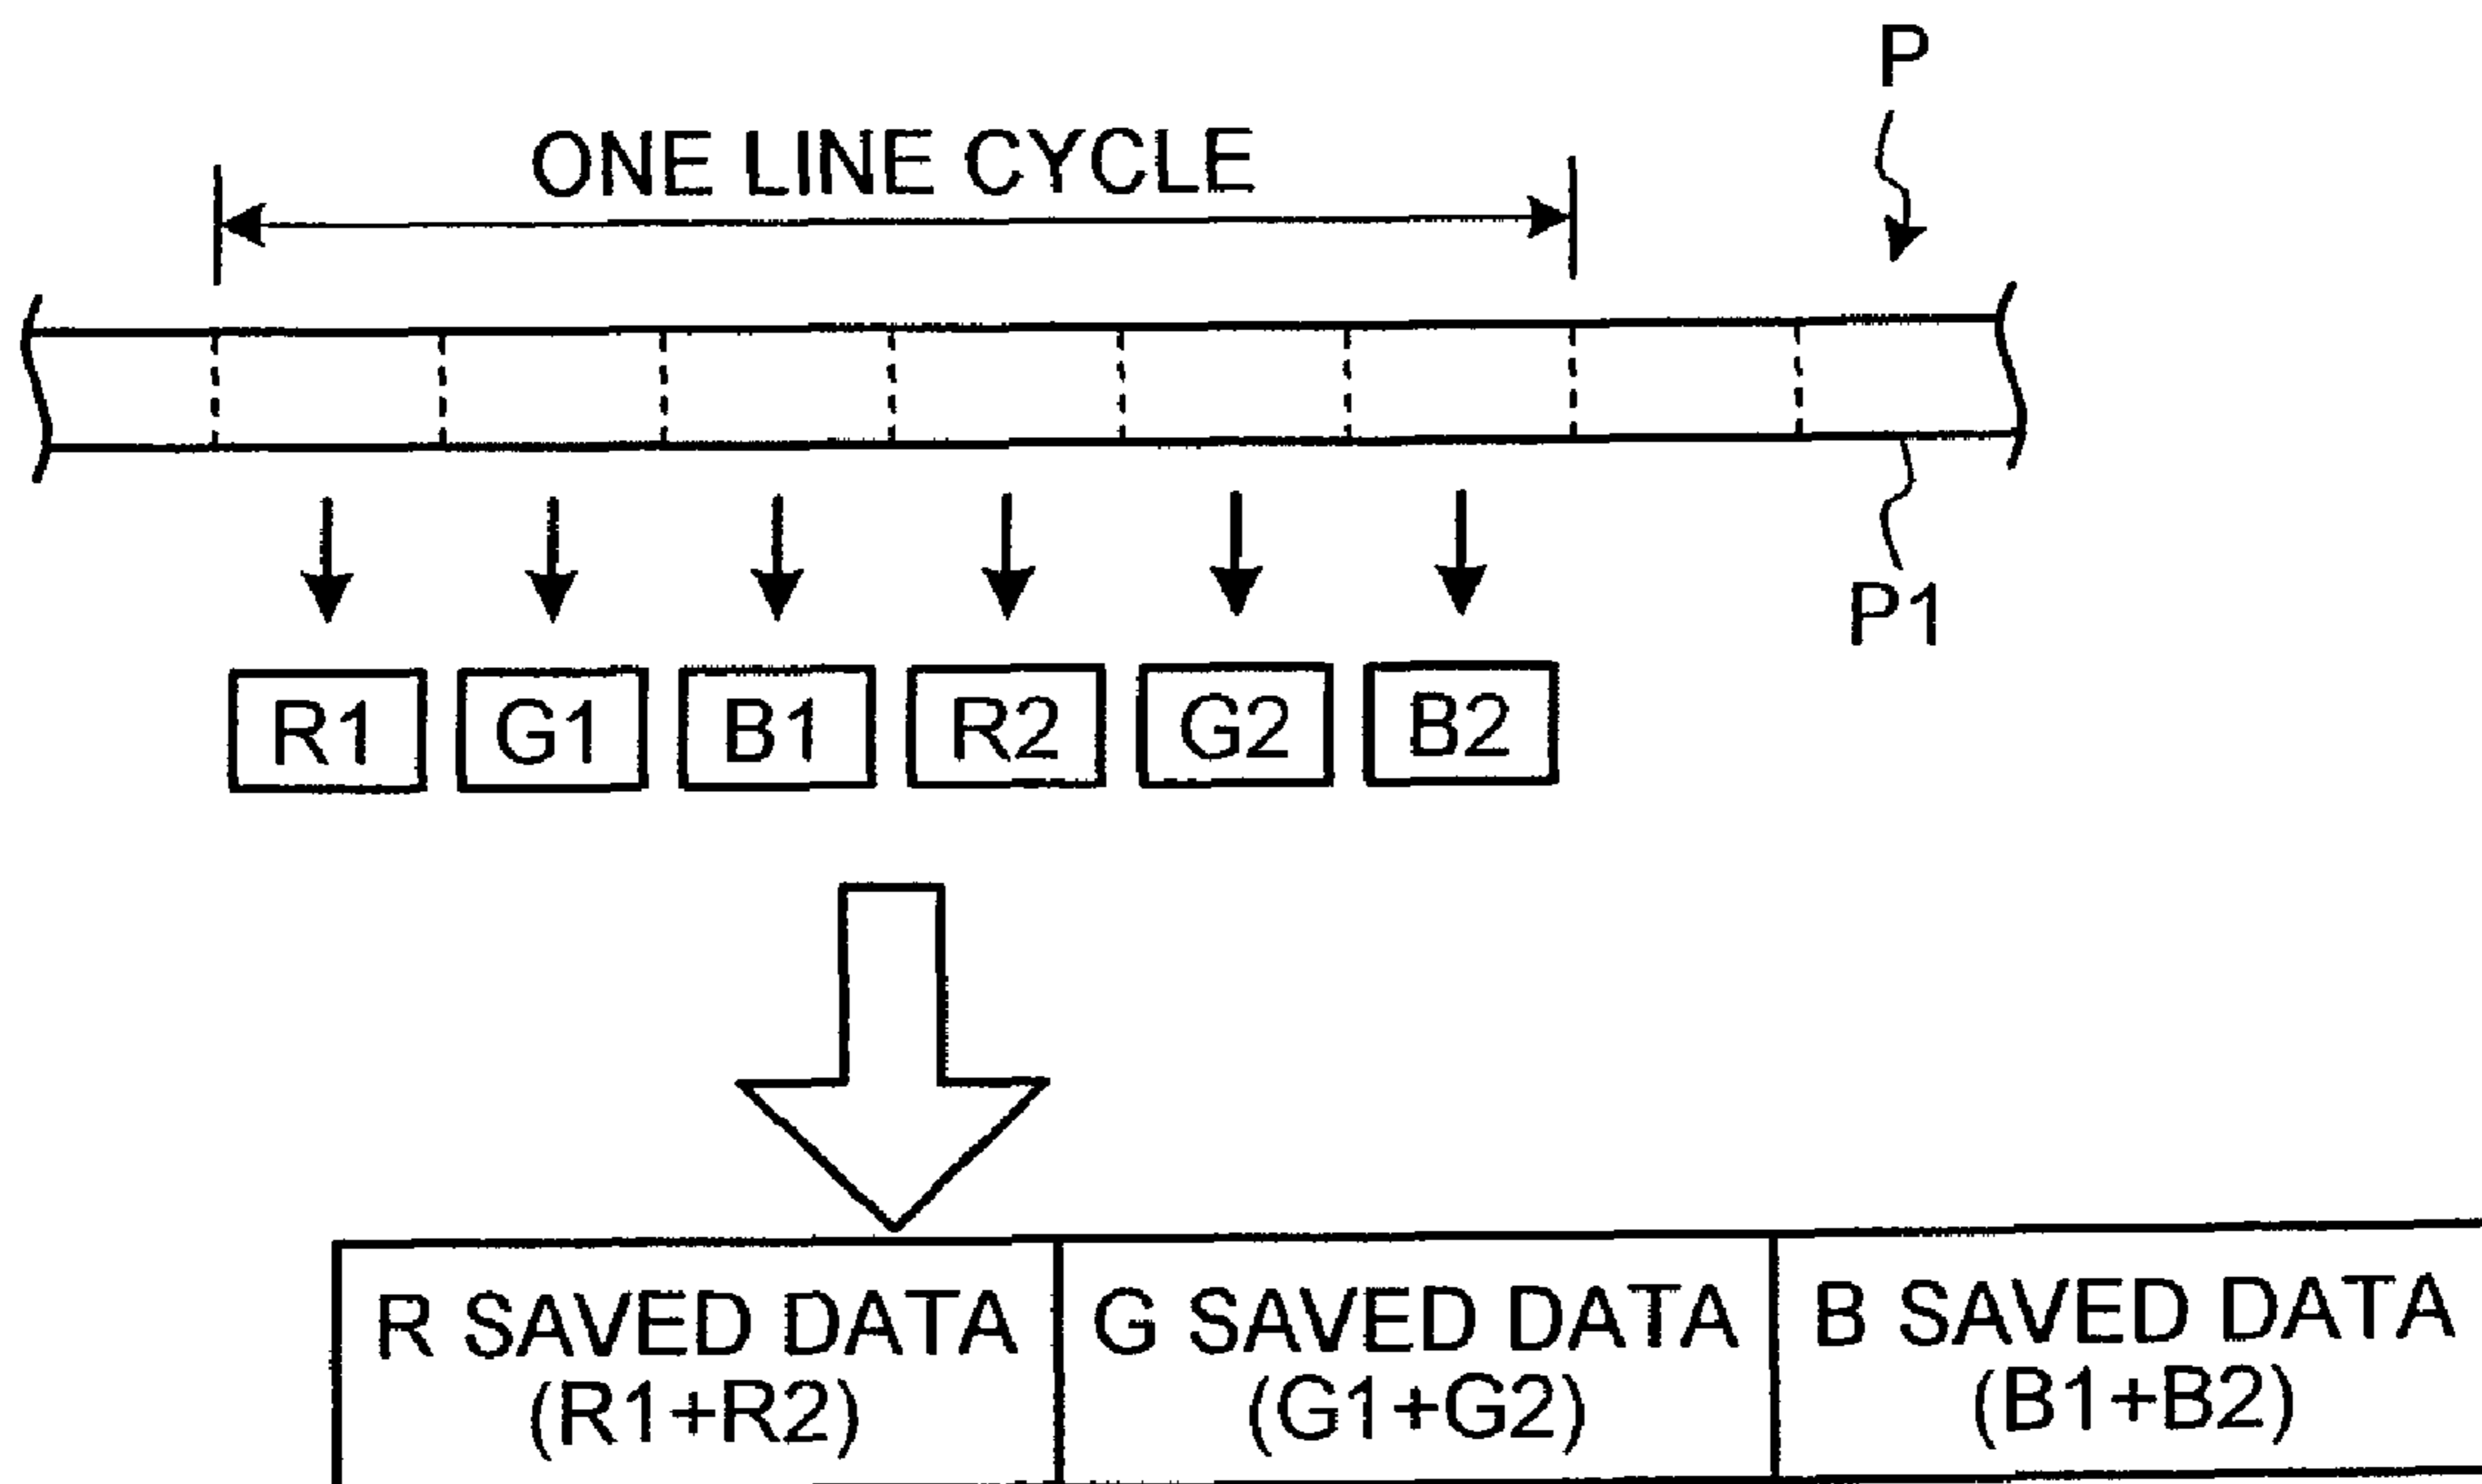 P
ONE LINE CYCLE
P1
R1 G1 B1 R2 G2 B2
R SAVED DATA G SAVED DATA B SAVED DATA
(R1+R2) (G1+G2) (B1+B2)